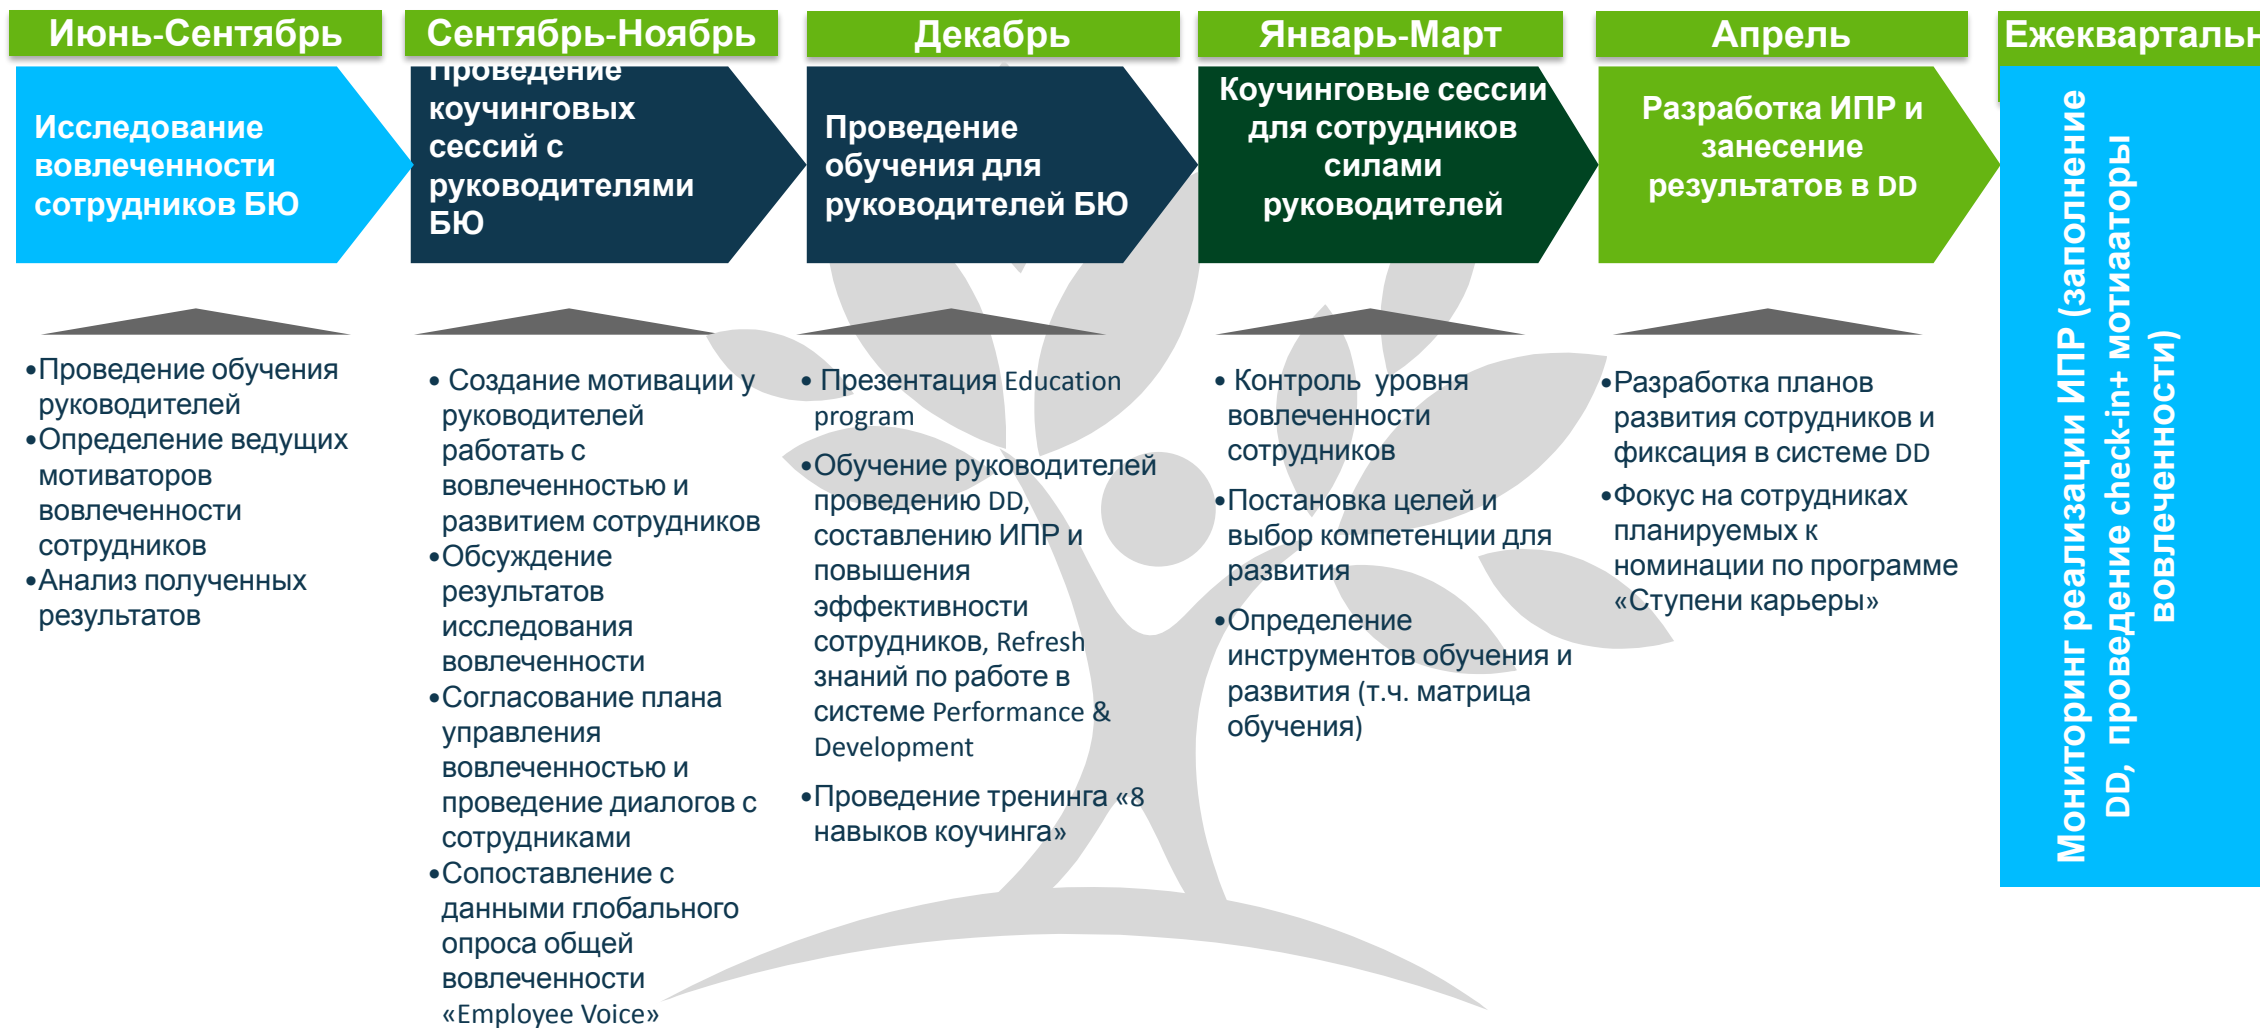 Июнь-Сентябрь
Исследование
вовлеченности
сотрудников БЮ
•Проведение обучения
руководителей
•Определение ведущих
мотиваторов
вовлеченности
сотрудников
•Анализ полученных
результатов
Сентябрь-Ноябрь
Проведение
коучинговых
сессий с
руководителями
БЮ
• Создание мотивации у
руководителей
работать с
вовлеченностью и
развитием сотрудников
•Обсуждение
результатов
исследования
вовлеченности
•Согласование плана
управления
вовлеченностью и
проведение диалогов с
сотрудниками
•Сопоставление с
данными глобального
опроса общей
вовлеченности
«Employee Voice»
Декабрь
Проведение
обучения для
руководителей БЮ
• Презентация Education
program
•Обучение руководителей
проведению DD,
составлению ИПР и
повышения
эффективности
сотрудников, Refresh
знаний по работе в
системе Performance &
Development
•Проведение тренинга «8
навыков коучинга»
Январь-Март
Коучинговые сессии
для сотрудников
силами
руководителей
• Контроль уровня
вовлеченности
сотрудников
•Постановка целей и
выбор компетенции для
развития
•Определение
инструментов обучения и
развития (т.ч. матрица
обучения)
Апрель
Разработка ИПР и
занесение
результатов в DD
•Разработка планов
развития сотрудников и
фиксация в системе DD
•Фокус на сотрудниках
планируемых к
номинации по программе
«Ступени карьеры»
Ежеквартальн
Мониторинг реализации ИПР (заполнение
DD, проведение check-in+ мотиааторы
вовлеченности)